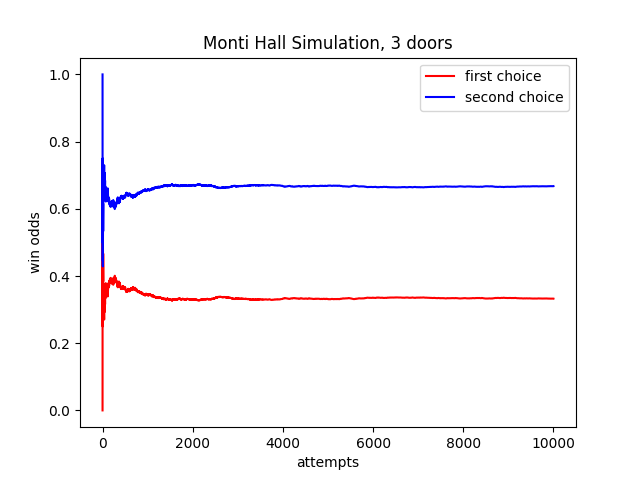 Monti Hall Simulation, 3 doors
first choice
second choice
1.0
0.8
0.6
0.4
0.2
0.0
win odds
0 2000 4000 6000 8000 10000
attempts